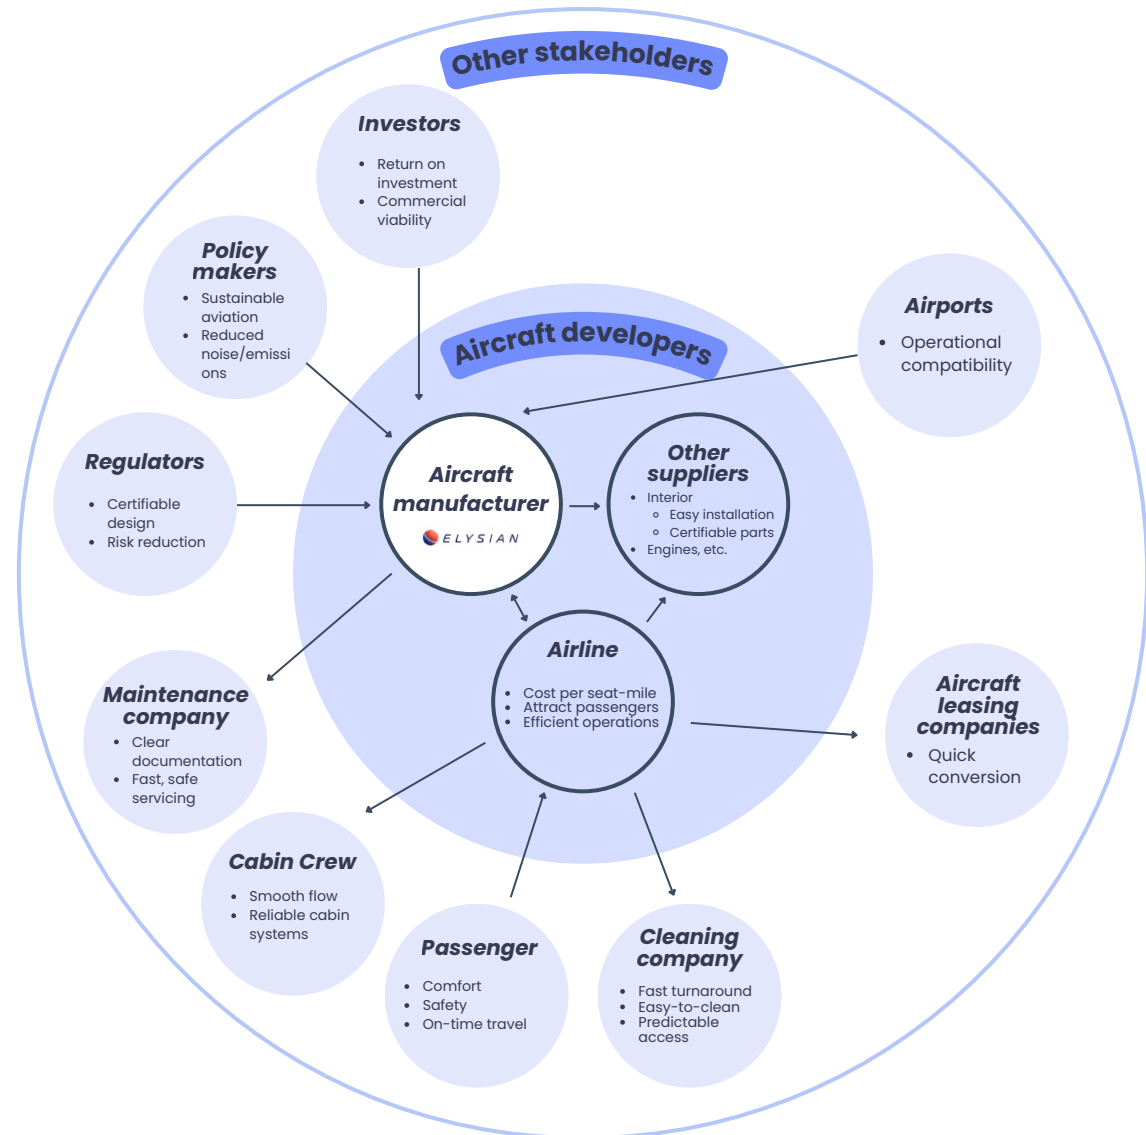 Other stakeholders
Investors
• Return on
investment
• Commercial
viability
Policy
makers
• Sustainable
aviation
• Reduced
noise/emissi
ons
Airports
• Operational
compatibility
Aircraft developers
Regulators
• Certifiable
design
• Risk reduction
Aircraft
manufacturer
ELYSIAN
Other
suppliers
• Interior
◦ Easy installation
◦ Certifiable parts
• Engines, etc.
Airline
• Cost per seat-mile
• Attract passengers
• Efficient operations
Maintenance
company
• Clear
documentation
• Fast, safe
servicing
Aircraft
leasing
companies
• Quick
conversion
Cabin Crew
• Smooth flow
• Reliable cabin
systems
Passenger
• Comfort
• Safety
• On-time travel
Cleaning
company
• Fast turnaround
• Easy-to-clean
• Predictable
access